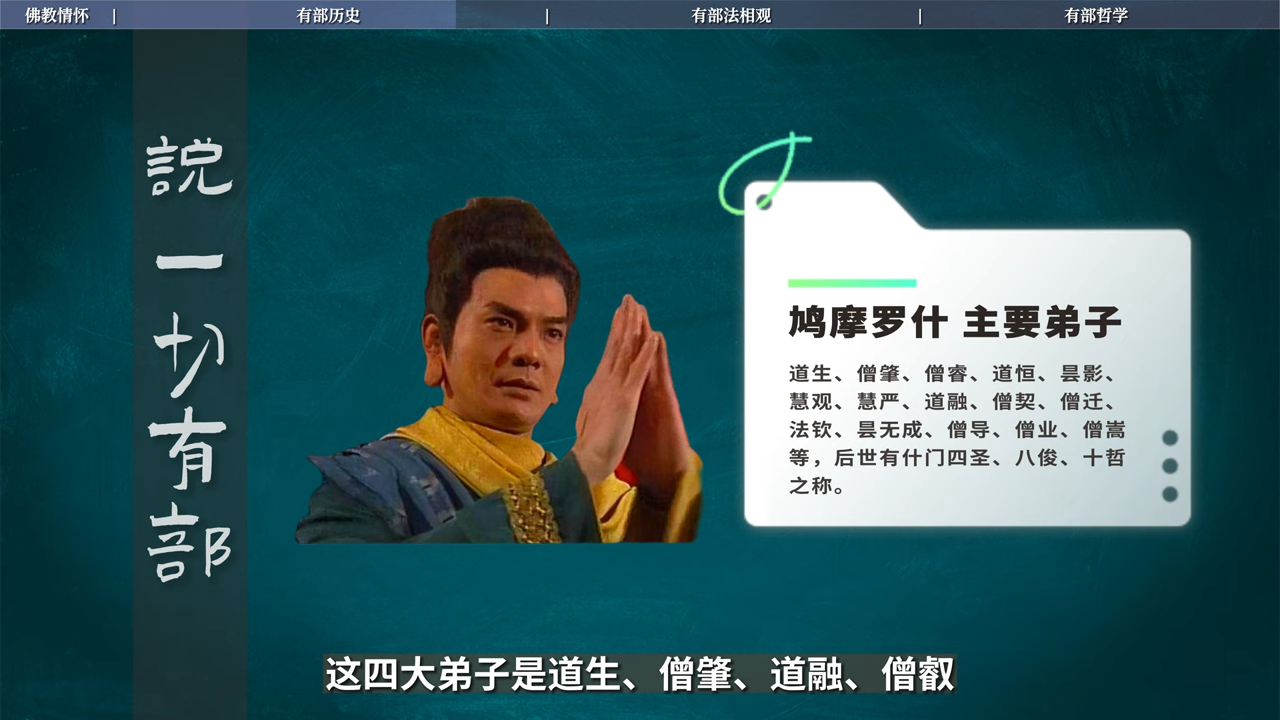 佛教情怀 | 有部历史 | 有部法相观 | 有部哲学
説一切有部
鸠摩罗什 主要弟子
道生、僧肇、僧睿、道恒、昙影、
慧观、慧严、道融、僧契、僧迁、
法钦、昙无成、僧导、僧业、僧嵩
等，后世有什门四圣、八俊、十哲
之称。
这四大弟子是道生、僧肇、道融、僧叡